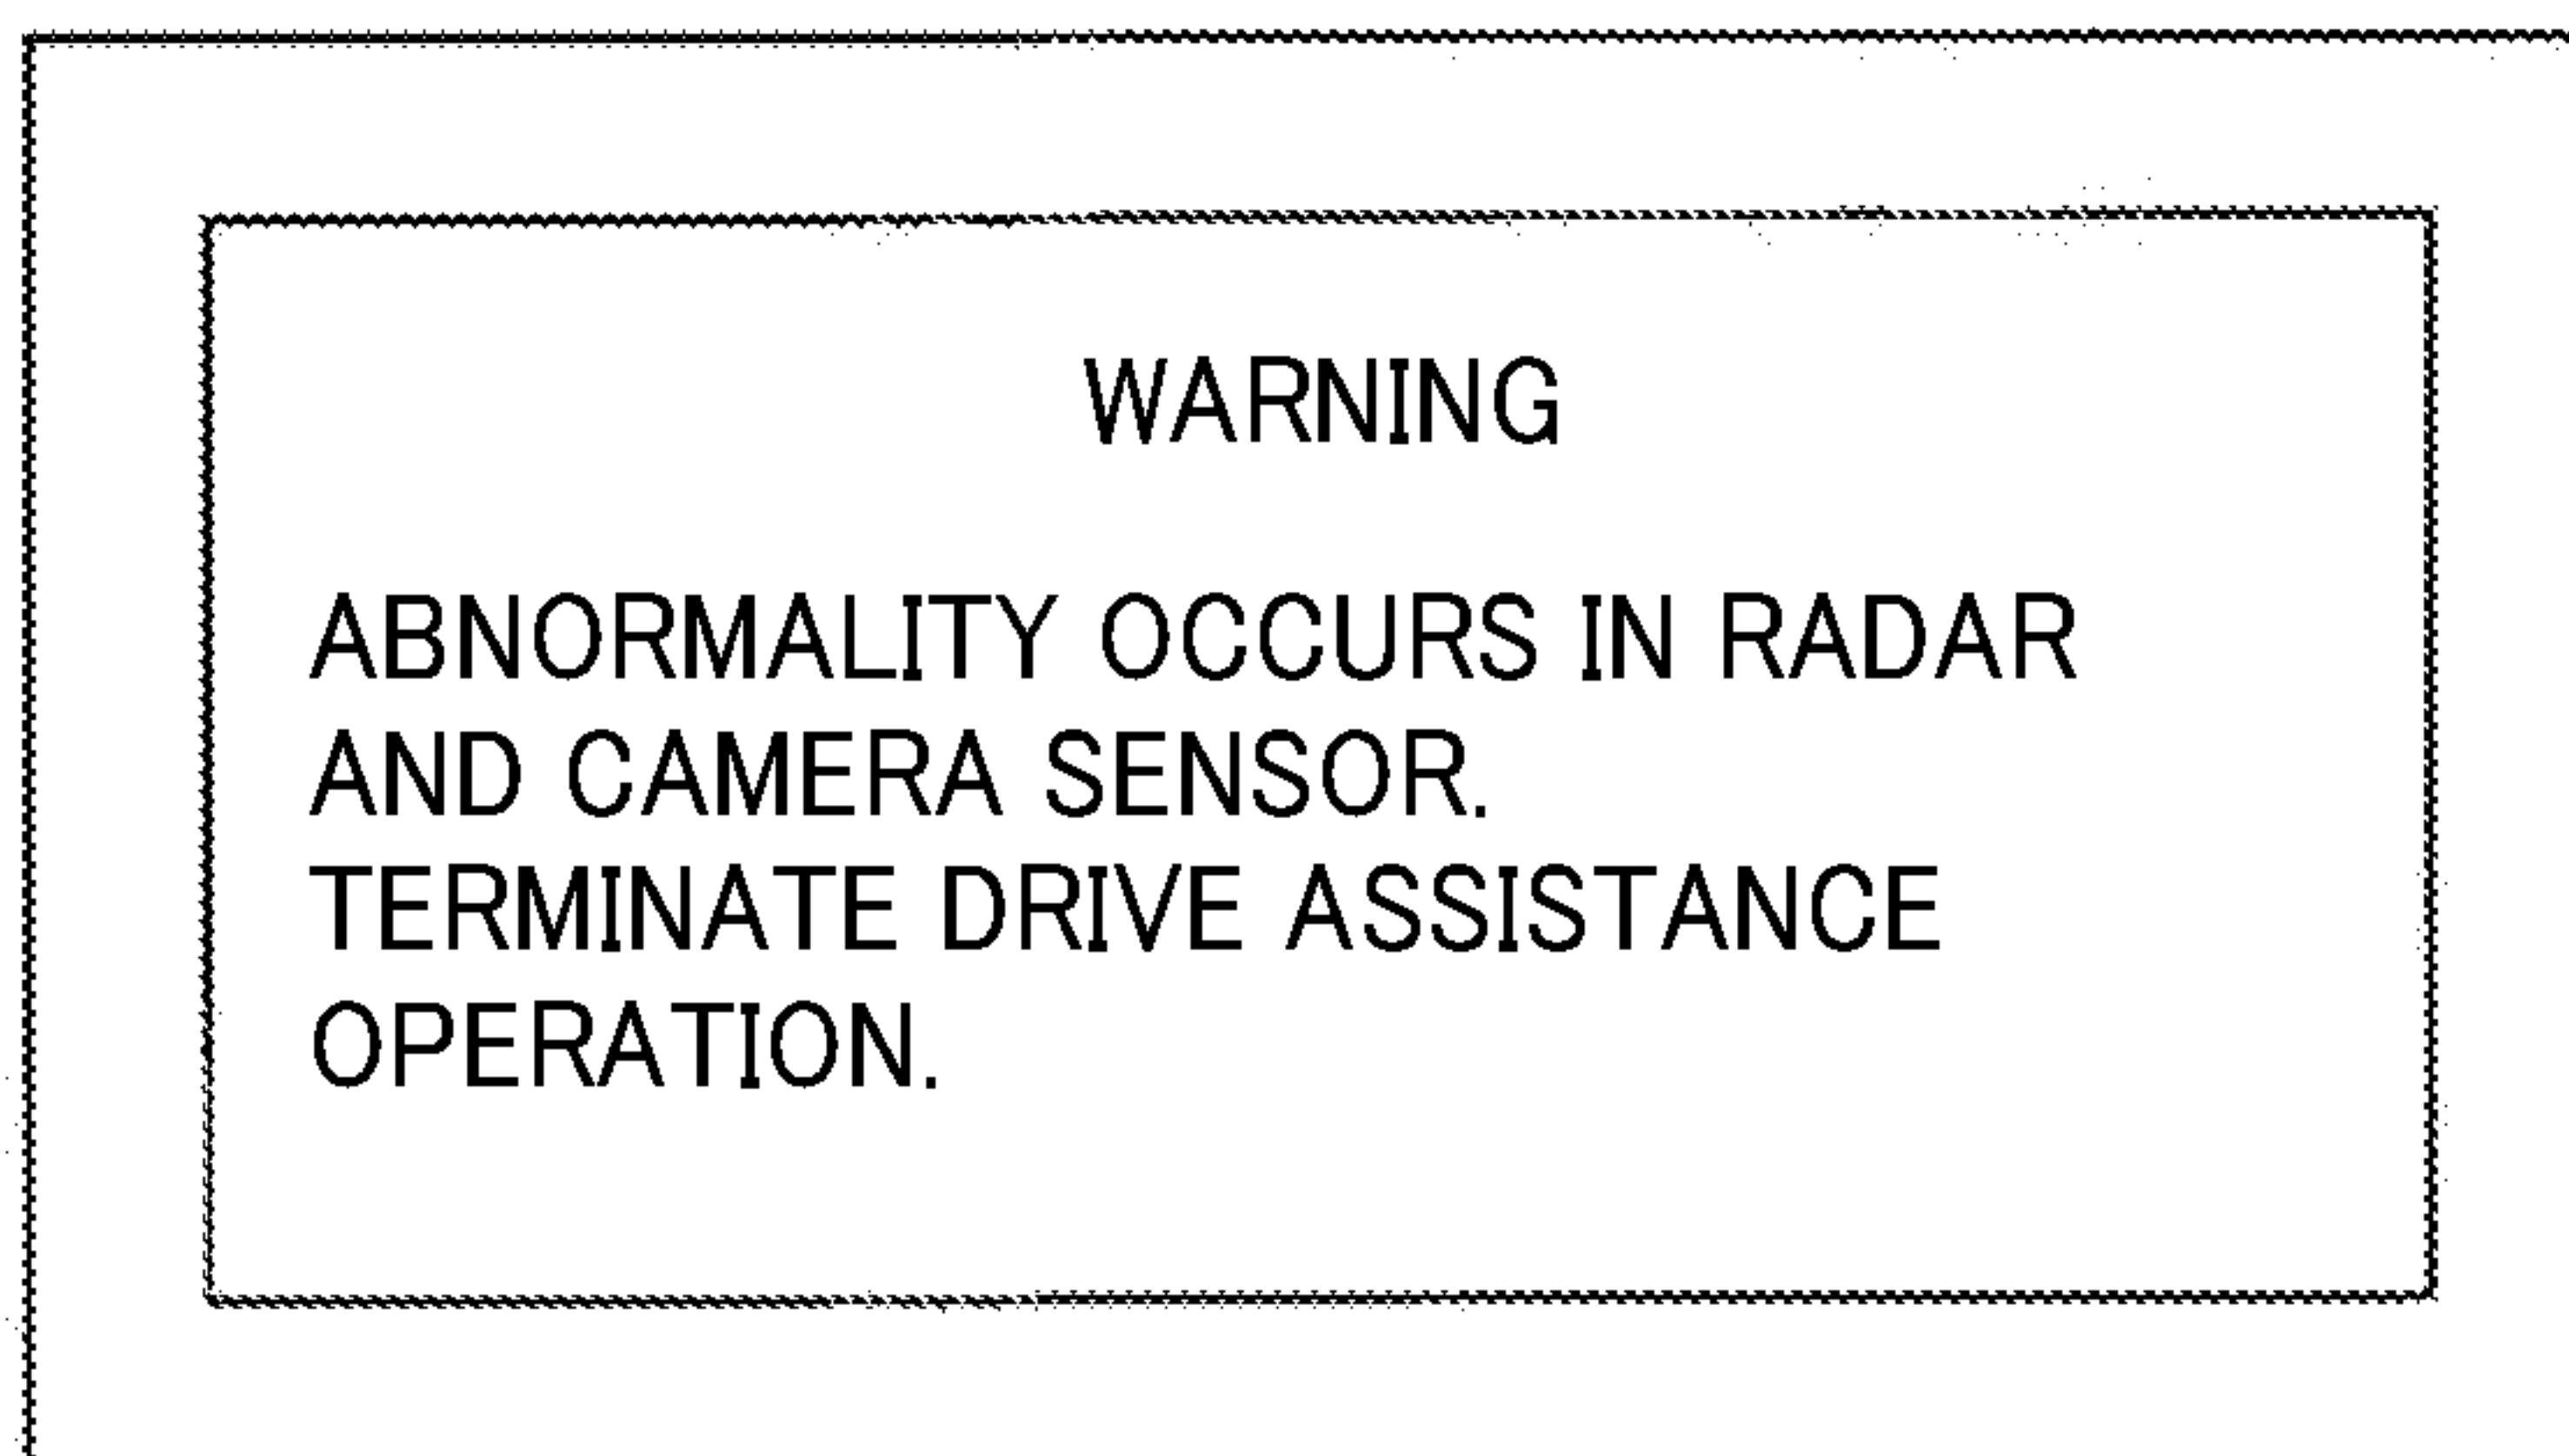 WARNING
ABNORMALITY OCCURS IN RADAR
AND CAMERA SENSOR.
TERMINATE DRIVE ASSISTANCE
OPERATION.